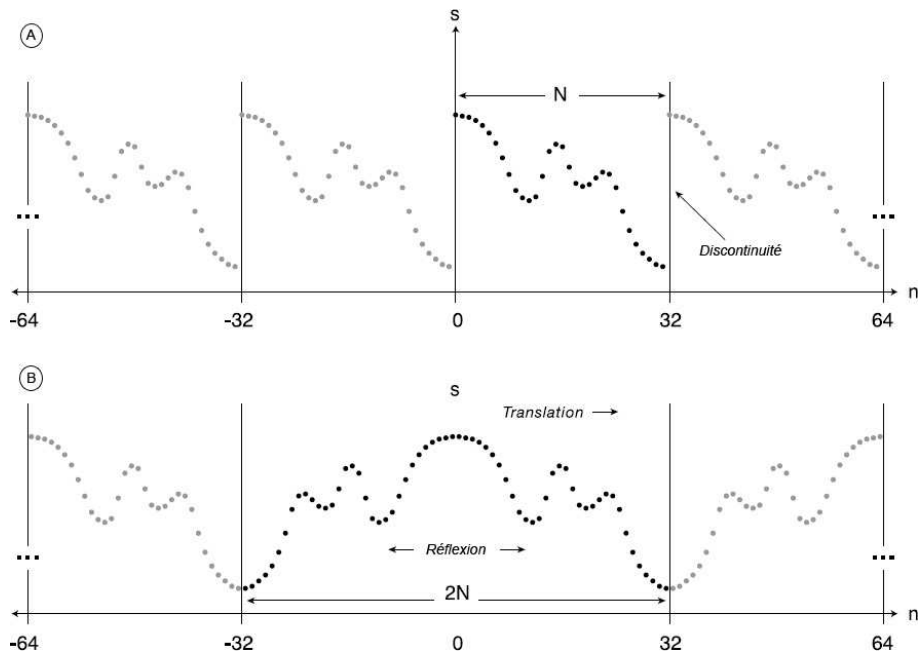 A
s
N
Discontinuité
n
-64 -32 0 32 64
B
s
Translation
Réflexion
2N
n
-64 -32 0 32 64